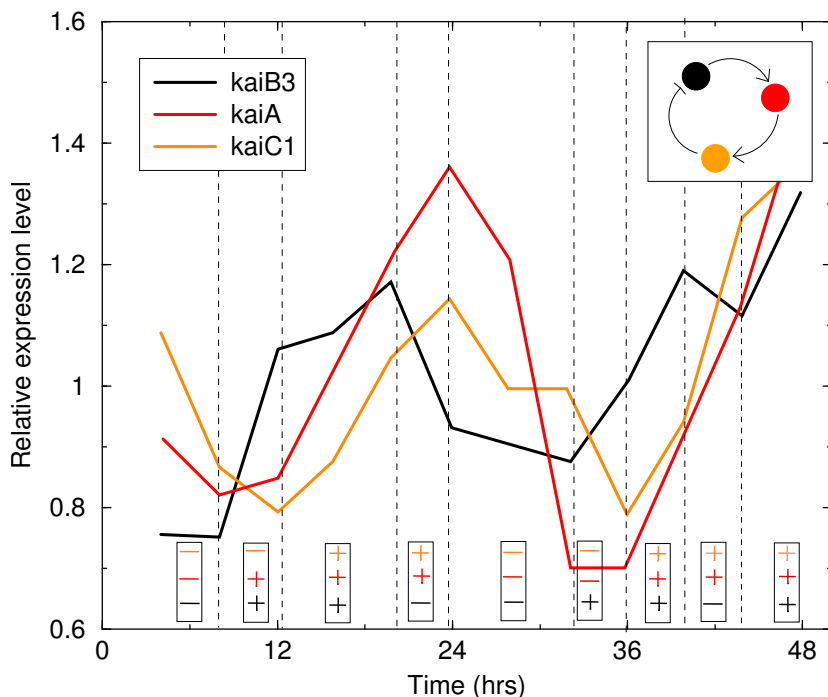 1.6
1.4
1.2
1
0.8
0.6
Relative expression level
kaiB3
kaiA
kaiC1
− − + + − − + + +
− + + + − − + + +
− + + − − + + − +
0 12 24 36 48
Time (hrs)